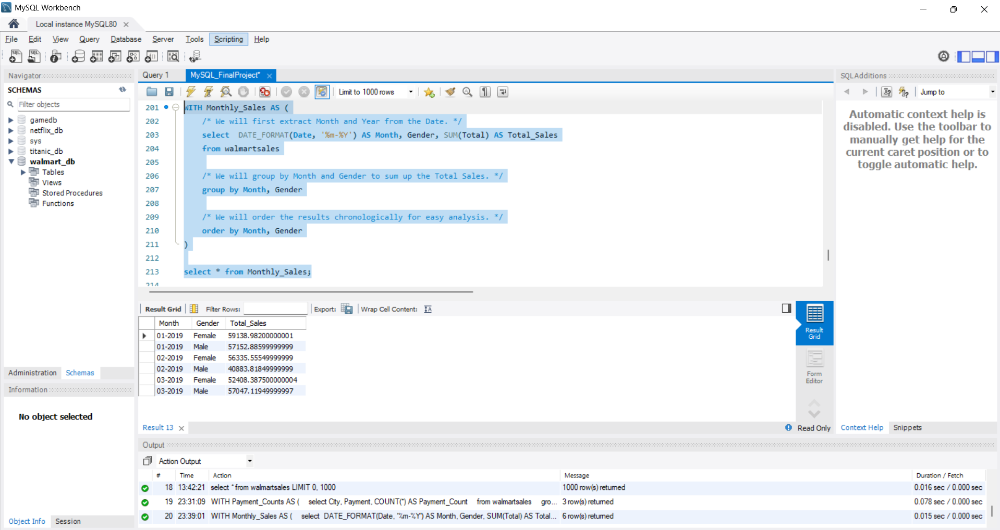 MySQL Workbench
Local instance MySQL80
File Edit View Query Database Server Tools Scripting Help
Navigator
SCHEMAS
Filter objects
gamedb
netflix_db
sys
titanic_db
walmart_db
Tables
Views
Stored Procedures
Functions
Administration Schemas
Information
No object selected
Object Info Session
Query 1 MySQL_FinalProject*
Limit to 1000 rows
201 WITH Monthly_Sales AS (
202 /* We will first extract Month and Year from the Date. */
203 select DATE_FORMAT(Date, '%m-%Y') AS Month, Gender, SUM(Total) AS Total_Sales
204 from walmartsales
205
206 /* We will group by Month and Gender to sum up the Total Sales. */
207 group by Month, Gender
208
209 /* We will order the results chronologically for easy analysis. */
210 order by Month, Gender
211 )
212
213 select * from Monthly_Sales;
214
Result Grid Filter Rows: Export: Wrap Cell Content:
Month Gender Total_Sales
01-2019 Female 59138.98200000001
01-2019 Male 57152.88599999999
02-2019 Female 56335.55549999999
02-2019 Male 40883.81849999999
03-2019 Female 52408.387500000004
03-2019 Male 57047.11949999997
Result
Grid
Form
Editor
Result 13
Read Only
SQLAdditions
Jump to
Automatic context help is
disabled. Use the toolbar to
manually get help for the
current caret position or to
toggle automatic help.
Context Help Snippets
Output
Action Output
# Time Action Message Duration / Fetch
18 13:42:21 select * from walmartsales LIMIT 0, 1000 1000 row(s) returned 0.016 sec / 0.000 sec
19 23:31:09 WITH Payment_Counts AS ( select City, Payment, COUNT(*) AS Payment_Count from walmartsales gro... 3 row(s) returned 0.078 sec / 0.000 sec
20 23:39:01 WITH Monthly_Sales AS ( select DATE_FORMAT(Date, '%m-%Y') AS Month, Gender, SUM(Total) AS Total... 6 row(s) returned 0.015 sec / 0.000 sec